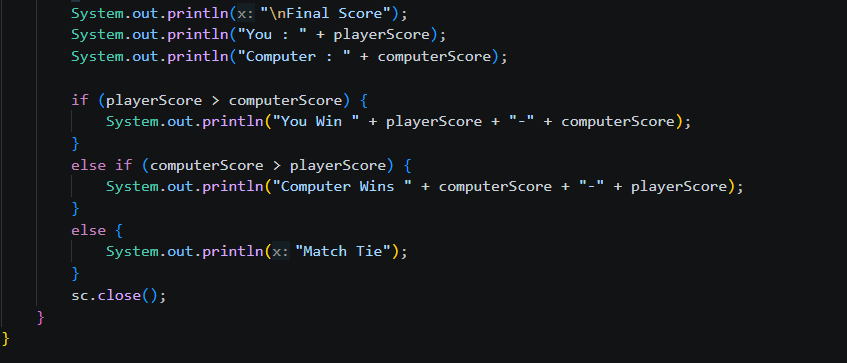 System.out.println(x: "\nFinal Score");
System.out.println("You : " + playerScore);
System.out.println("Computer : " + computerScore);
if (playerScore > computerScore) {
System.out.println("You Win " + playerScore + "-" + computerScore);
}
else if (computerScore > playerScore) {
System.out.println("Computer Wins " + computerScore + "-" + playerScore);
}
else {
System.out.println(x: "Match Tie");
}
sc.close();
}
}